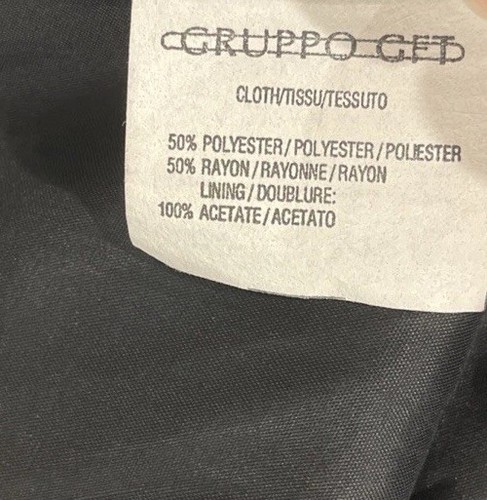 GRUPPO GFT
CLOTH/TISSU/TESSUTO
50% POLYESTER/POLYESTER/POLIESTER
50% RAYON/RAYONNE/RAYON
LINING/DOUBLURE:
100% ACETATE/ACETATO